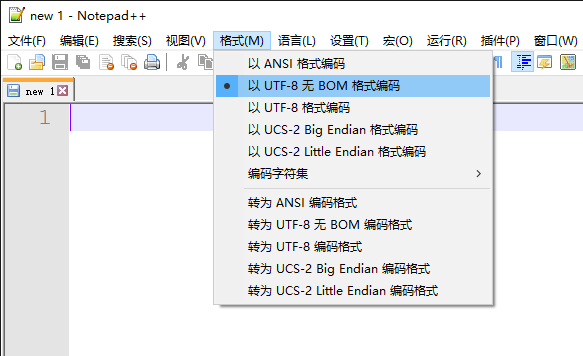 new 1 - Notepad++
文件(F) 编辑(E) 搜索(S) 视图(V) 格式(M) 语言(L) 设置(T) 宏(O) 运行(R) 插件(P) 窗口(W)
以 ANSI 格式编码
new 1
以 UTF-8 无 BOM 格式编码
1
以 UTF-8 格式编码
以 UCS-2 Big Endian 格式编码
以 UCS-2 Little Endian 格式编码
编码字符集
转为 ANSI 编码格式
转为 UTF-8 无 BOM 编码格式
转为 UTF-8 编码格式
转为 UCS-2 Big Endian 编码格式
转为 UCS-2 Little Endian 编码格式